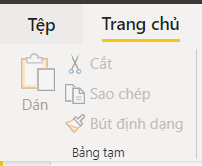 Tệp Trang chủ
Cắt
Sao chép
Dán
Bút định dạng
Bảng tạm